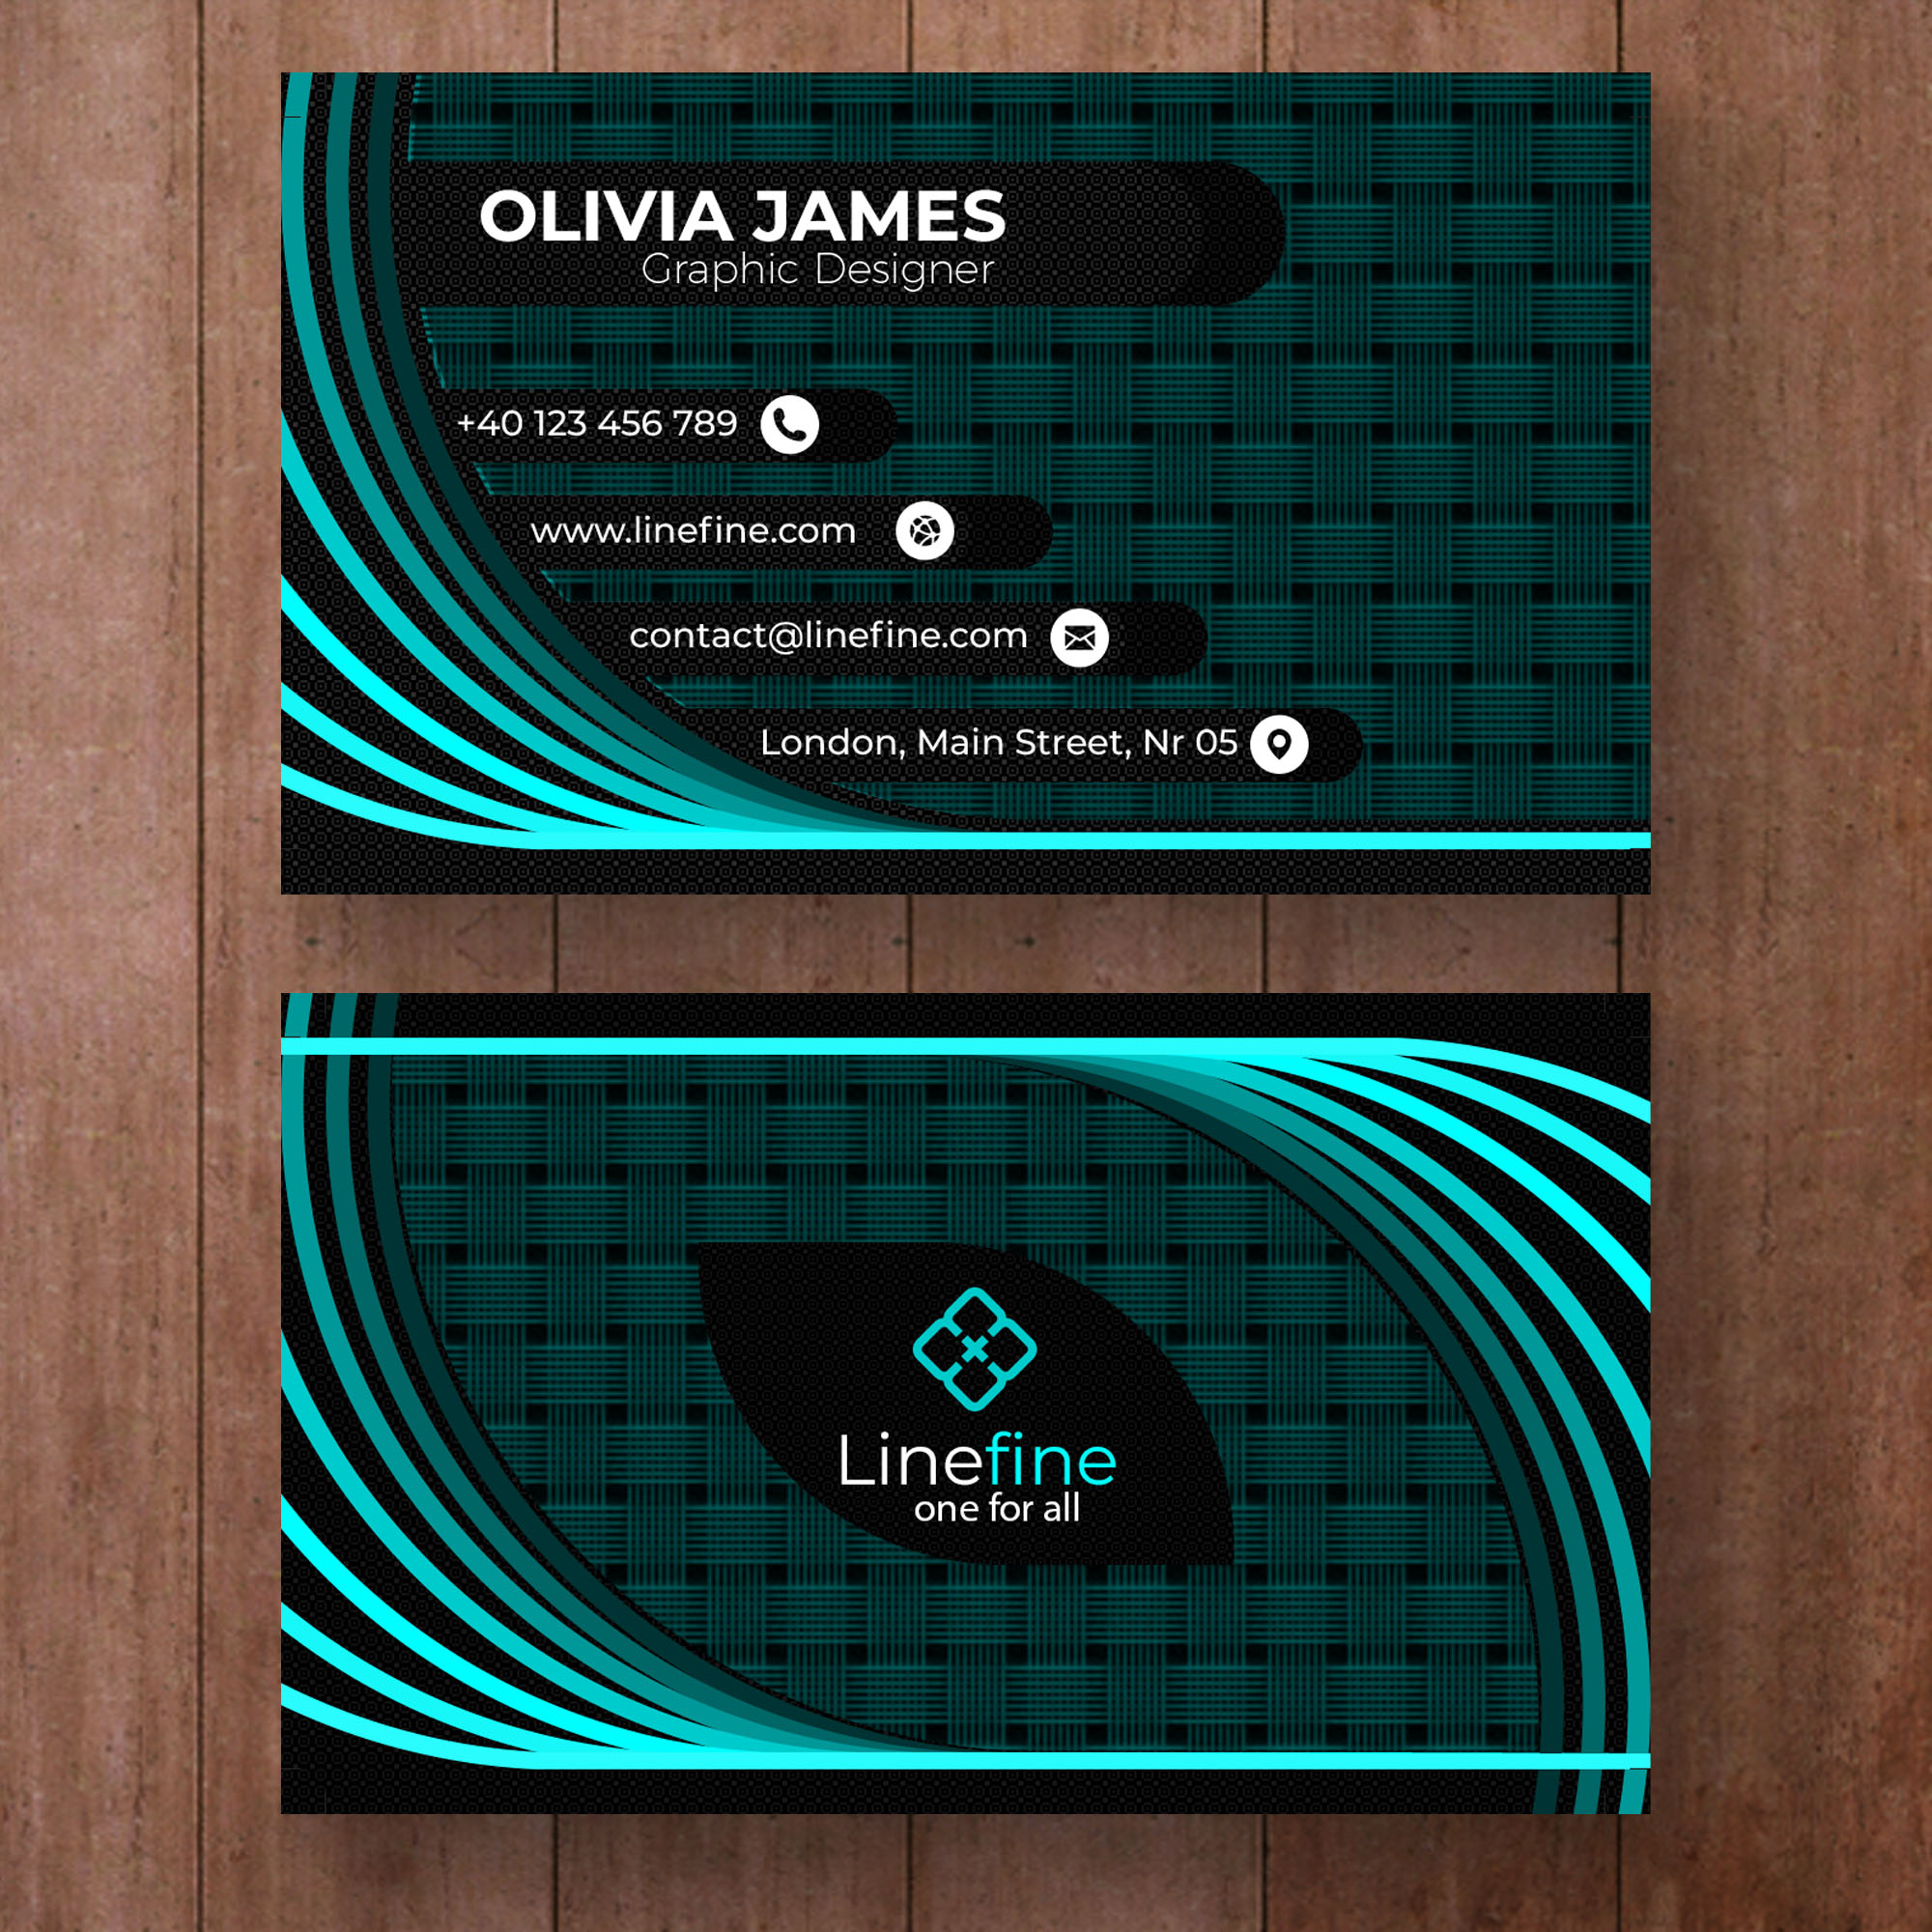 OLIVIA JAMES
Graphic Designer
+40 123 456 789
www.linefine.com
contact@linefine.com
London, Main Street, Nr 05
Linefine
one for all